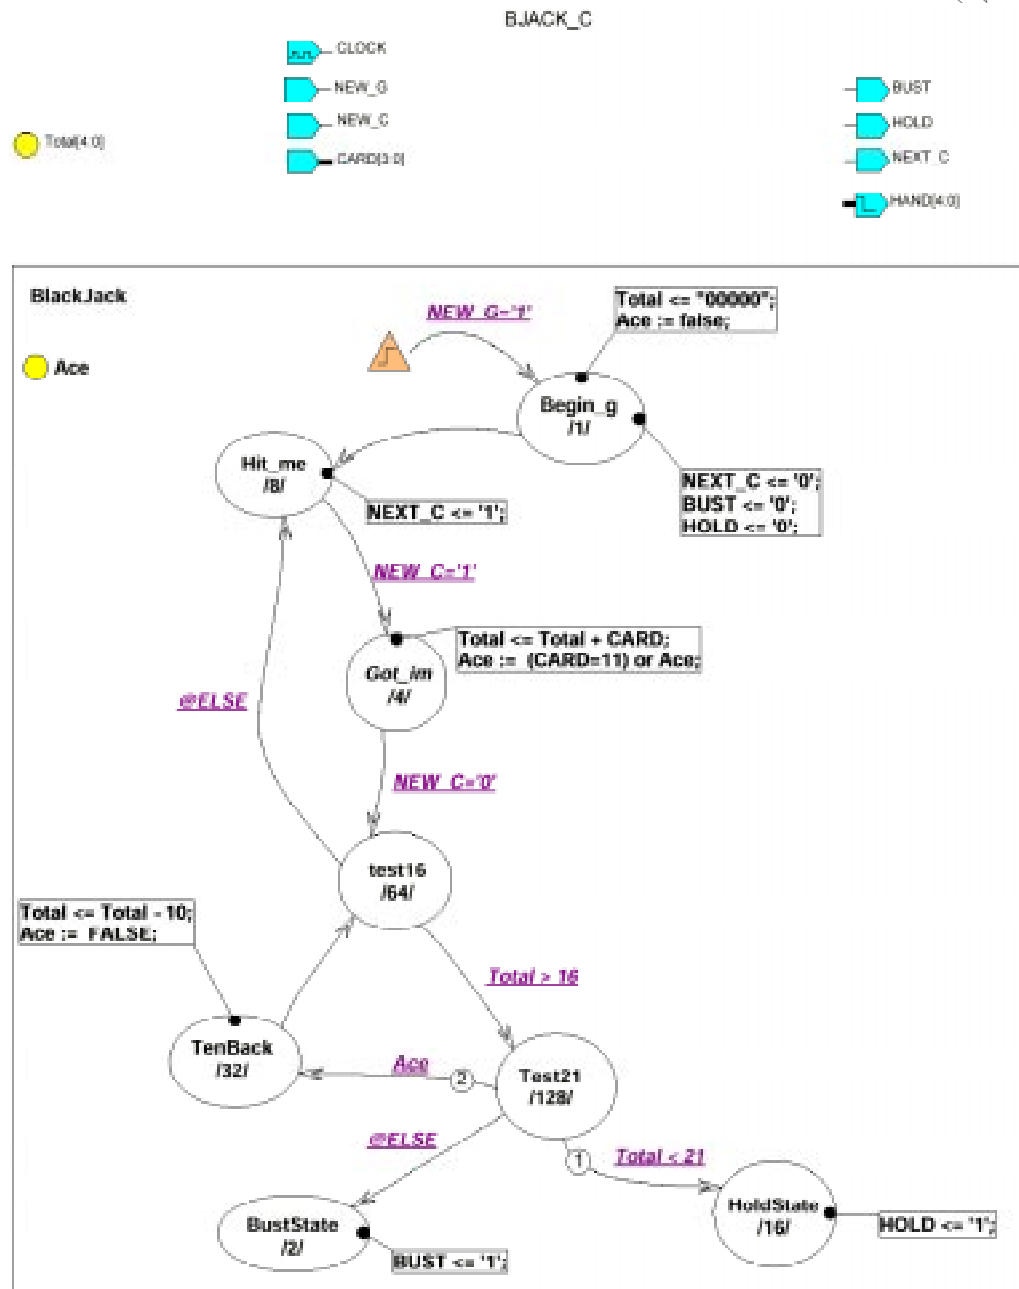 BJACK_C
CLOCK
NEW_G
NEW_C
CARD[3:0]
Total[4:0]
BUST
HOLD
NEXT_C
HAND[4:0]
BlackJack
Ace
NEW_G='1'
Total <= "00000";
Ace := false;
Begin_g
/1/
NEXT_C <= '0';
BUST <= '0';
HOLD <= '0';
Hit_me
/8/
NEXT_C <= '1';
NEW_C='1'
Total <= Total + CARD;
Ace := (CARD=11) or Ace;
Got_im
/4/
@ELSE
NEW_C='0'
test16
/64/
Total <= Total - 10;
Ace := FALSE;
Total > 16
TenBack
/32/
Ace
2
Test21
/128/
@ELSE
1
Total < 21
HoldState
/16/
HOLD <= '1';
BustState
/2/
BUST <= '1';